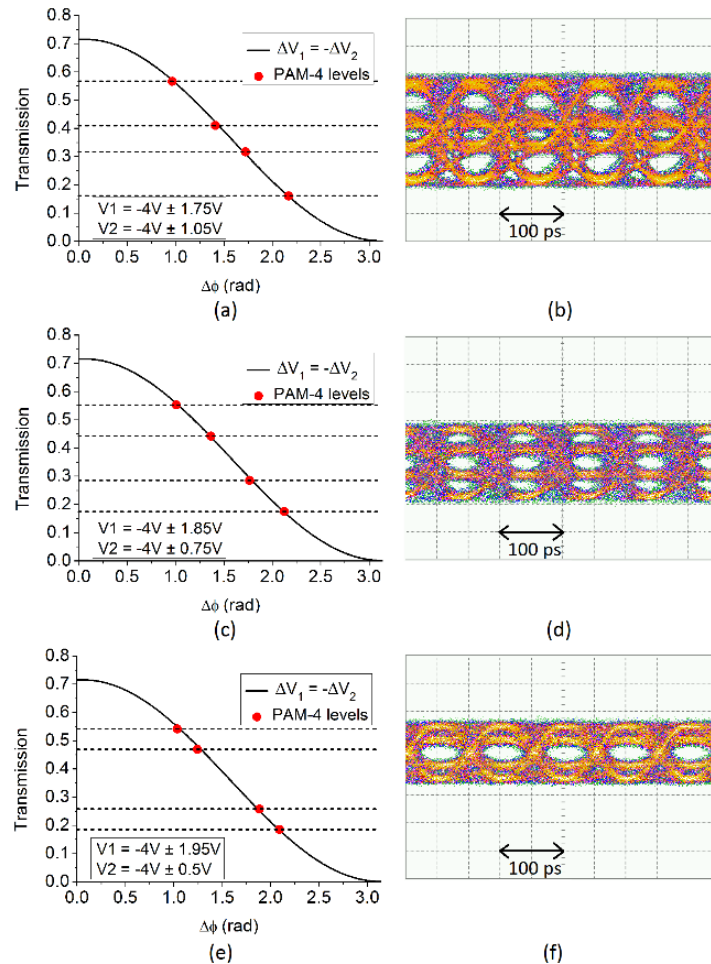 0.8
0.7
0.6
0.5
0.4
0.3
0.2
0.1
0.0
Transmission
ΔV1 = -ΔV2
PAM-4 levels
V1 = -4V ± 1.75V
V2 = -4V ± 1.05V
0.0 0.5 1.0 1.5 2.0 2.5 3.0
Δϕ (rad)
(a)
100 ps
(b)
0.8
0.7
0.6
0.5
0.4
0.3
0.2
0.1
0.0
Transmission
ΔV1 = -ΔV2
PAM-4 levels
V1 = -4V ± 1.85V
V2 = -4V ± 0.75V
0.0 0.5 1.0 1.5 2.0 2.5 3.0
Δϕ (rad)
(c)
100 ps
(d)
0.8
0.7
0.6
0.5
0.4
0.3
0.2
0.1
0.0
Transmission
ΔV1 = -ΔV2
PAM-4 levels
V1 = -4V ± 1.95V
V2 = -4V ± 0.5V
0.0 0.5 1.0 1.5 2.0 2.5 3.0
Δϕ (rad)
(e)
100 ps
(f)